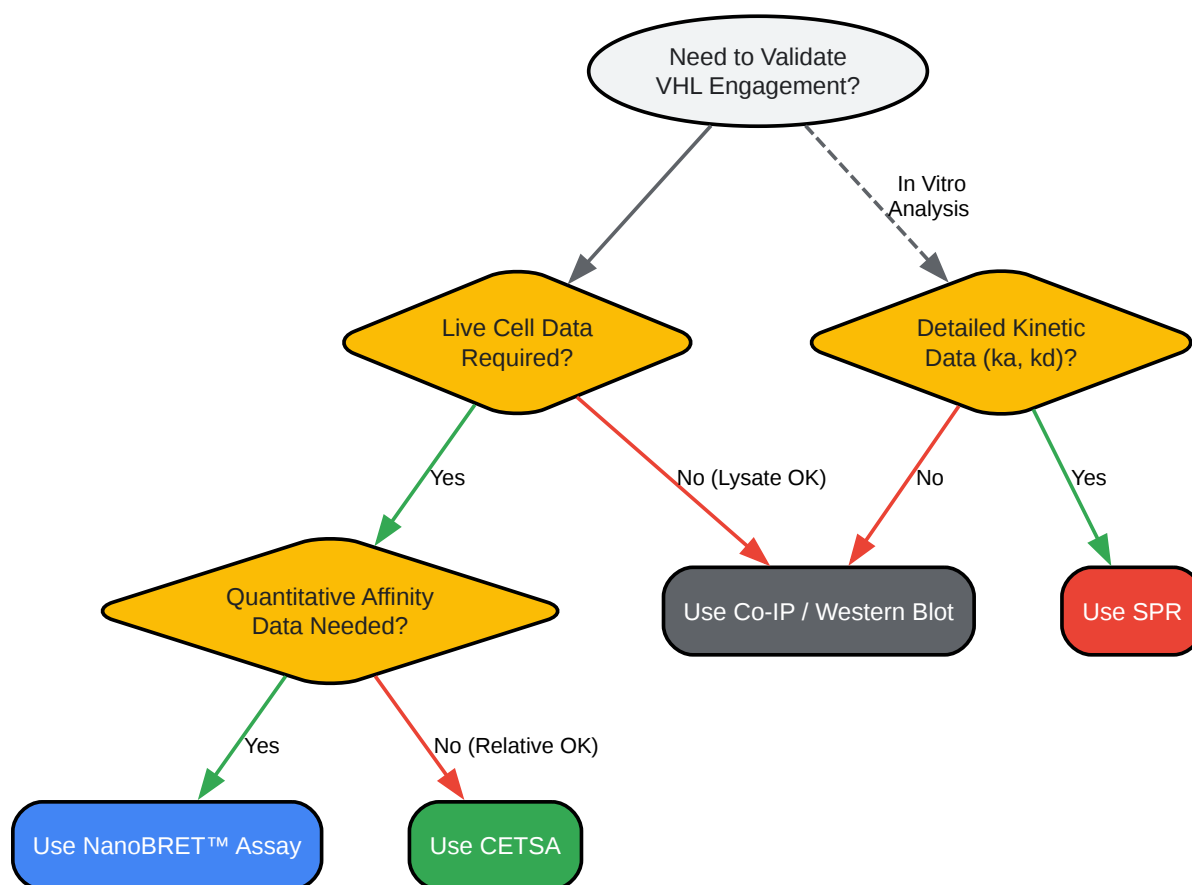 Need to Validate
VHL Engagement?
In Vitro
Analysis
Live Cell Data
Required?
Detailed Kinetic
Data (ka, kd)?
Yes
No (Lysate OK)
No
Yes
Quantitative Affinity
Data Needed?
Use Co-IP / Western Blot
Use SPR
Yes
No (Relative OK)
Use NanoBRET™ Assay
Use CETSA